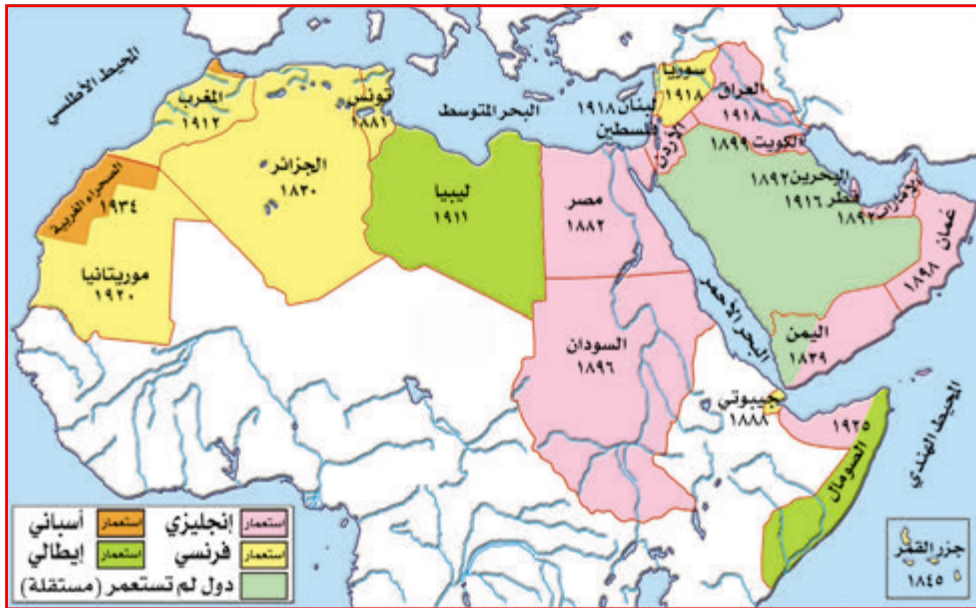 المحيط الأطلسي
المغرب
١٩١٢
الجزائر
١٨٣٠
تونس
١٨٨١
البحر المتوسط
ليبيا
١٩١١
مصر
١٨٨٢
السودان
١٨٩٦
الصحراء الغربية
١٩٣٤
موريتانيا
١٩٢٠
سوريا
١٩١٨
لبنان ١٩١٨
فلسطين
الأردن
العراق
١٩١٨
الكويت
١٨٩٩
البحرين
١٨٩٢
قطر
١٩١٦
الإمارات
١٨٩٢
عمان
١٨٩٨
اليمن
١٨٣٩
البحر الأحمر
جيبوتي
١٨٨٨
١٩٢٥
الصومال
المحيط الهندي
جزر القمر
١٨٤٥
استعمار إنجليزي
استعمار أسباني
استعمار فرنسي
استعمار إيطالي
دول لم تستعمر (مستقلة)